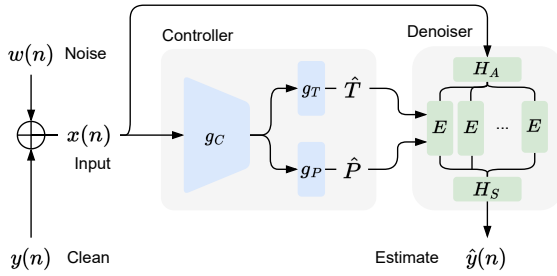 w(n) Noise
x(n)
Input
y(n) Clean
Controller
g_C
g_T
T̂
g_P
P̂
Denoiser
H_A
E E ... E
H_S
Estimate ŷ(n)